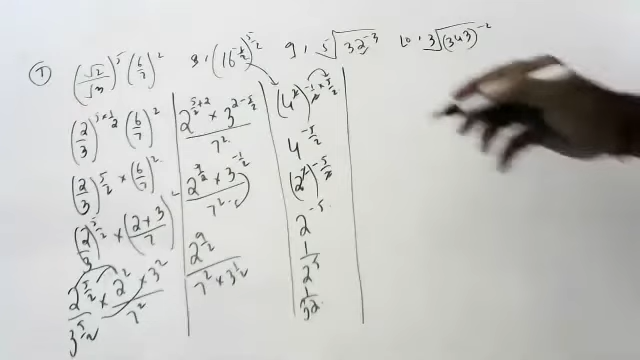 7 (√2/√3)^5 (6/7)^2
8. (16^-1/2)^5/2
9. ⁵√32^-3
10. 3√(343)^-2
(2/3)^5×1/2 (6/7)^2
(2/3)^5/2 × (6/7)^2
(2/3)^5/2 × (2×3/7)^2
2^5/2 × 2^2 × 3^2 / 3^5/2 7^2
2^5/2+2 × 3^2-5/2 / 7^2
2^9/2 × 3^-1/2 / 7^2
2^9/2 / 7^2 × 3^1/2
(4^2)^-1/2×5/2
4^-5/2
(2^2)^-5/2
2^-5
1/2^5
1/32